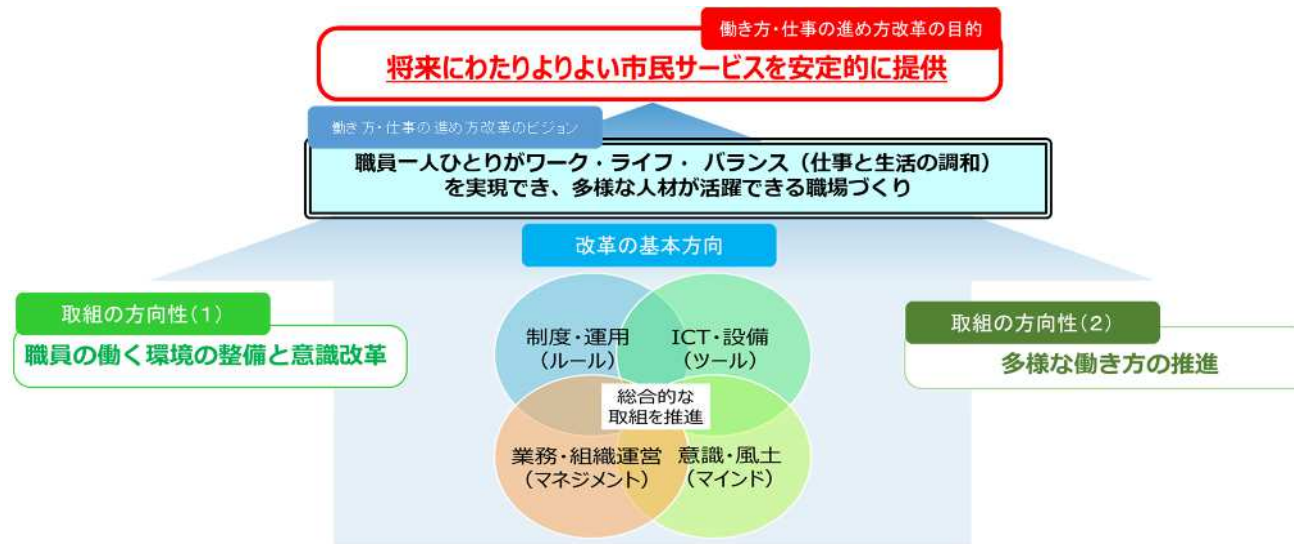 働き方・仕事の進め方改革の目的
将来にわたりよりよい市民サービスを安定的に提供
働き方・仕事の進め方改革のビジョン
職員一人ひとりがワーク・ライフ・ バランス（仕事と生活の調和）
を実現でき、多様な人材が活躍できる職場づくり
改革の基本方向
取組の方向性(1)
職員の働く環境の整備と意識改革
制度・運用
(ルール)
ICT・設備
(ツール)
総合的な
取組を推進
業務・組織運営
(マネジメント)
意識・風土
(マインド)
取組の方向性(2)
多様な働き方の推進